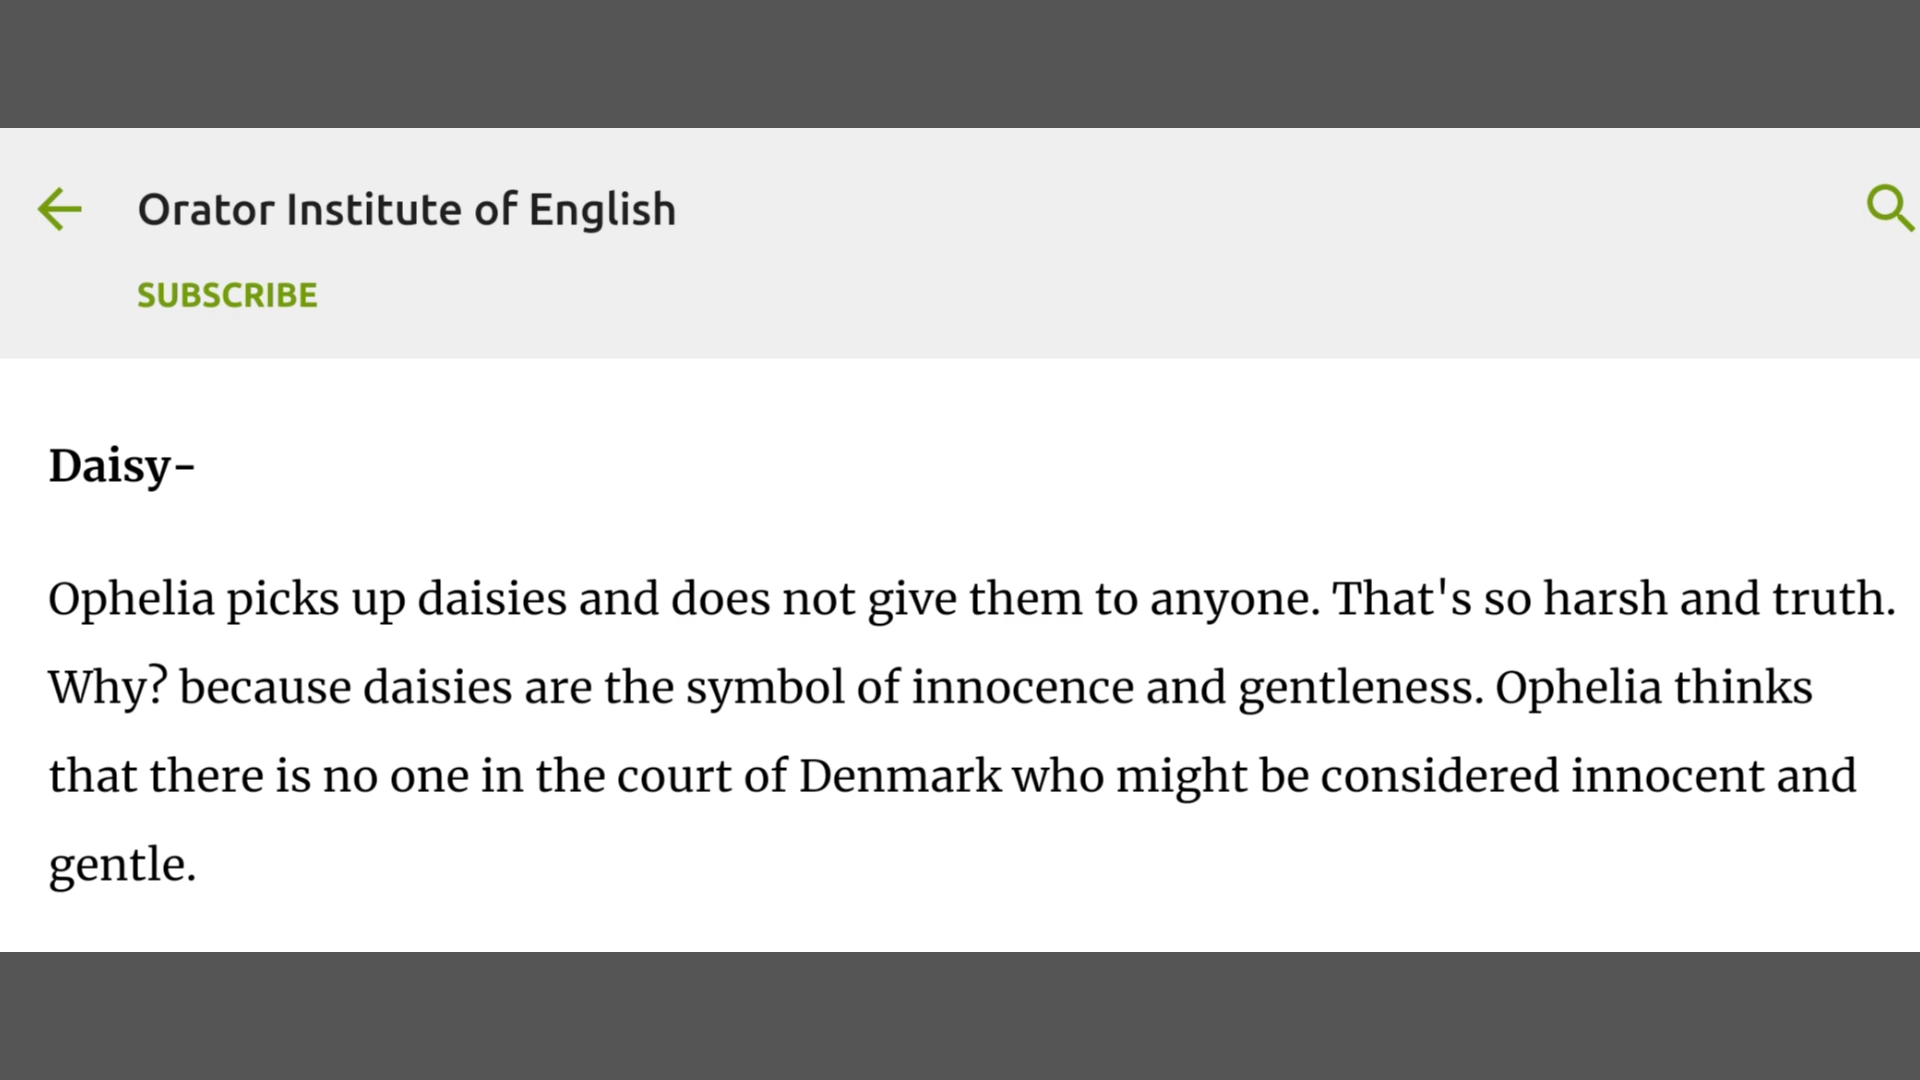 Orator Institute of English
SUBSCRIBE
Daisy-
Ophelia picks up daisies and does not give them to anyone. That's so harsh and truth.
Why? because daisies are the symbol of innocence and gentleness. Ophelia thinks
that there is no one in the court of Denmark who might be considered innocent and
gentle.